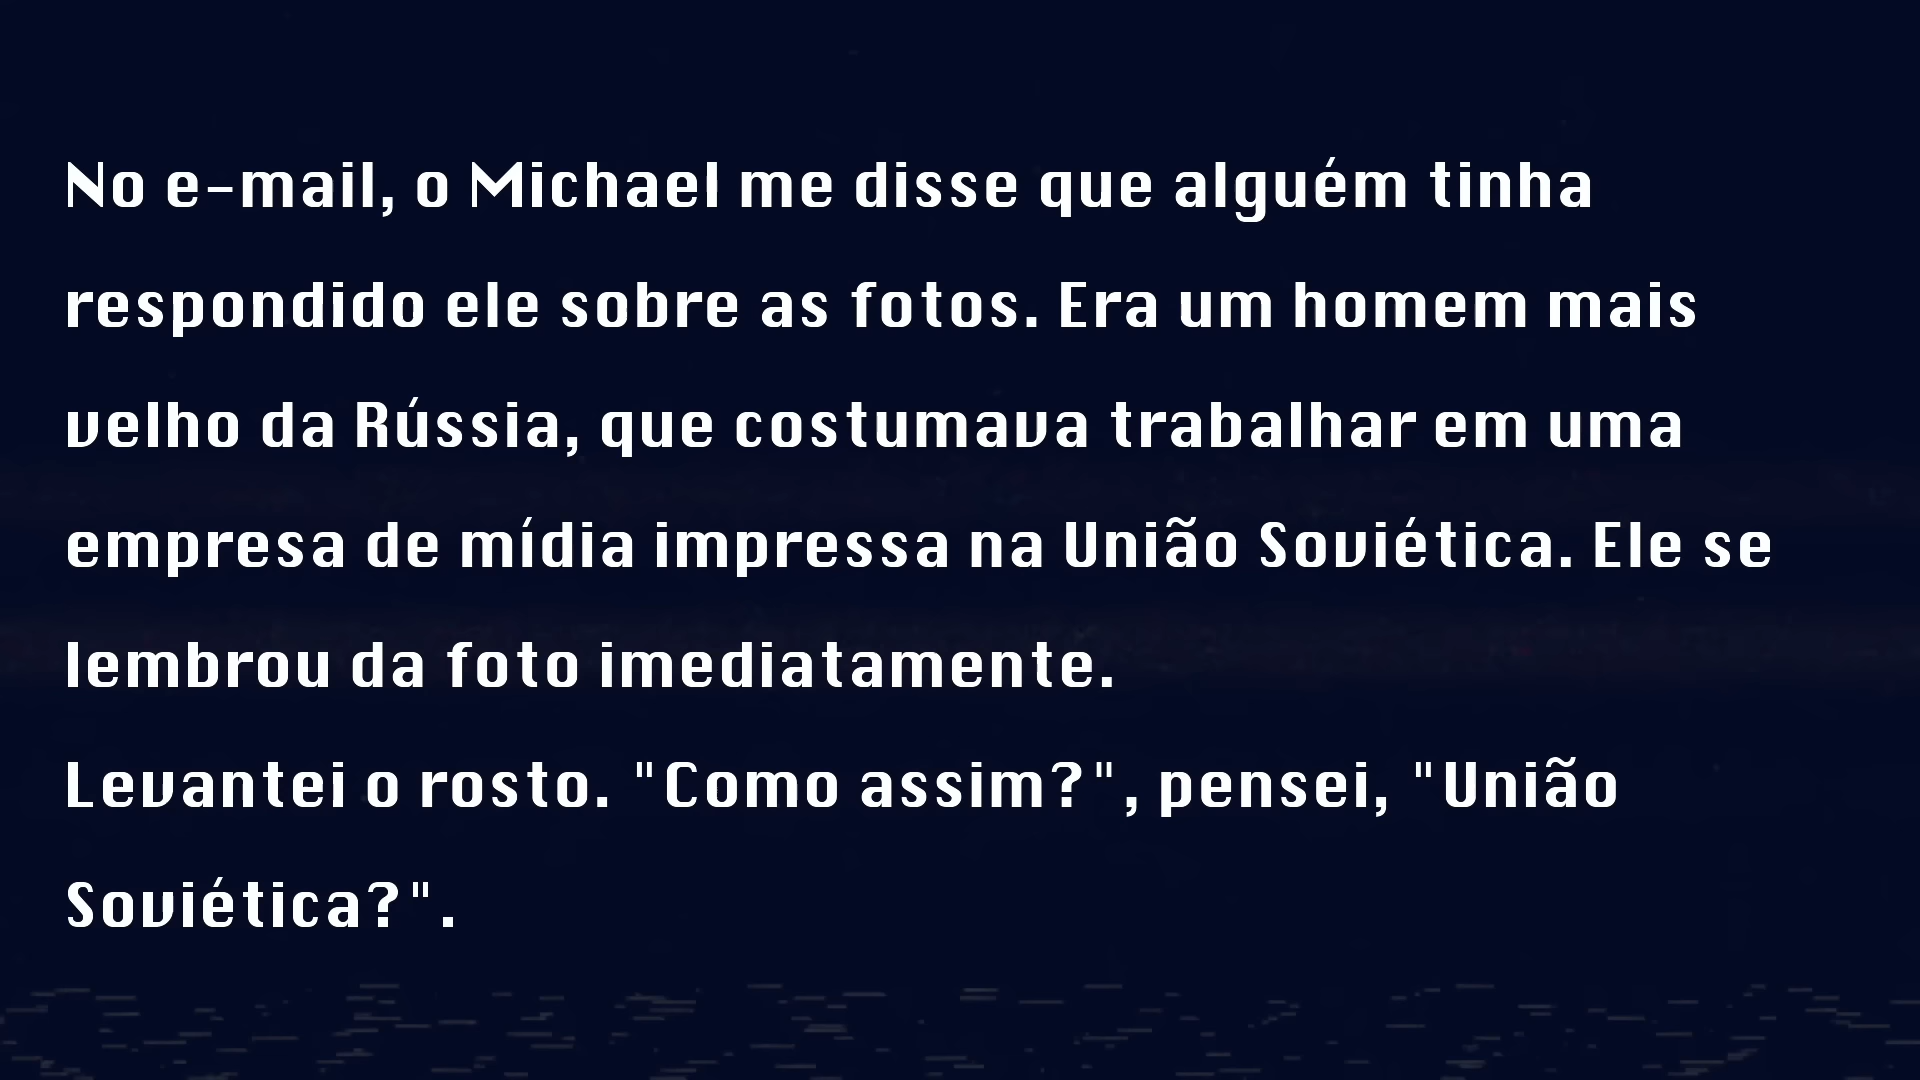 No e-mail, o Michael me disse que alguém tinha
respondido ele sobre as fotos. Era um homem mais
velho da Rússia, que costumava trabalhar em uma
empresa de mídia impressa na União Soviética. Ele se
lembrou da foto imediatamente.
Levantei o rosto. "Como assim?", pensei, "União
Soviética?".